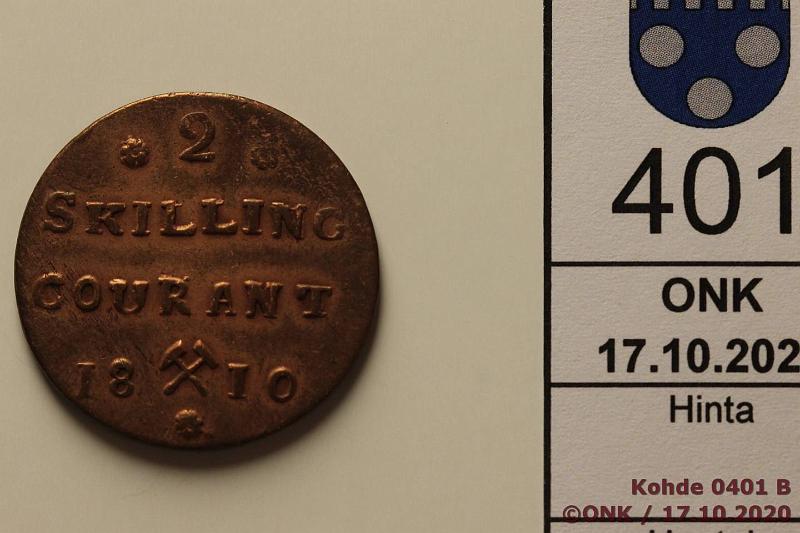 2
SKILLING
COURANT
18 10
401
ONK
17.10.202
Hinta
Kohde 0401 B
©ONK / 17.10.2020